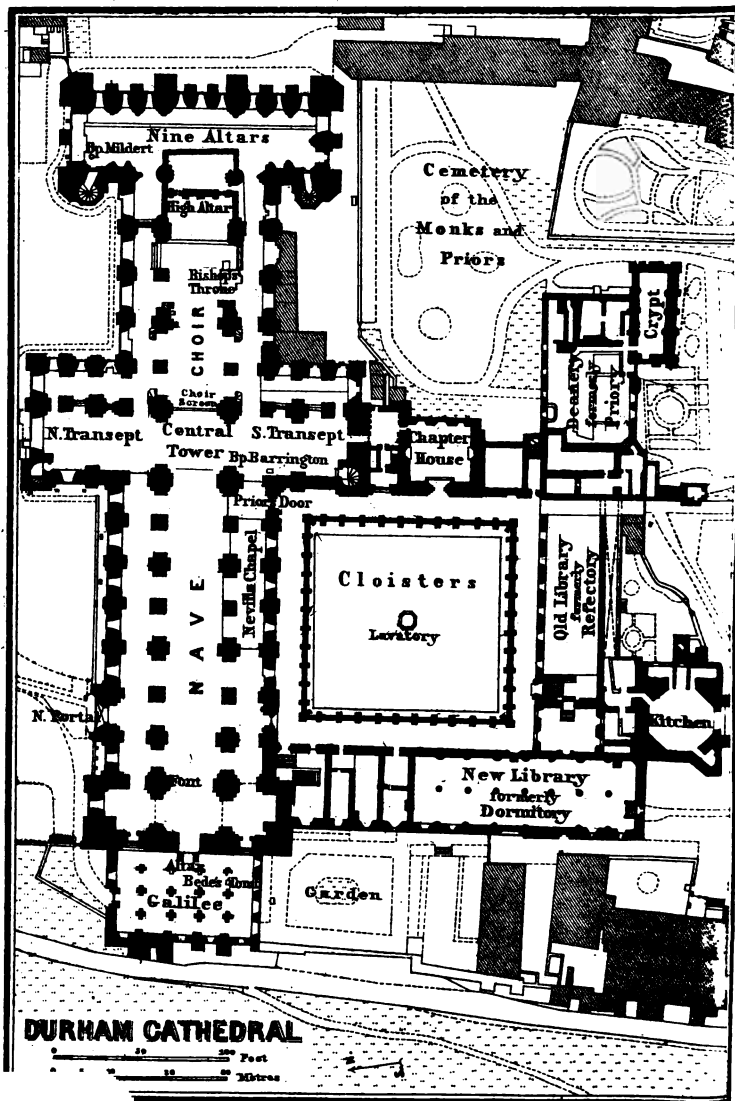 Nine Altars
Bp. Mildert
High Altar
Cemetery
of the
Monks and
Priors
Bishops
Throne
CHOIR
Crypt
Deanery
formerly
Priory
Choir
Screen
N. Transept
Central
Tower
S. Transept
Bp. Barrington
Chapter
House
Priors Door
Nevills Chapel
NAVE
Cloisters
Lavatory
Old Library
formerly
Refectory
N. Portal
Kitchen
Font
New Library
formerly
Dormitory
Altar
Bede's Tomb
Galilee
Garden
DURHAM CATHEDRAL
Feet
Metres
N
S